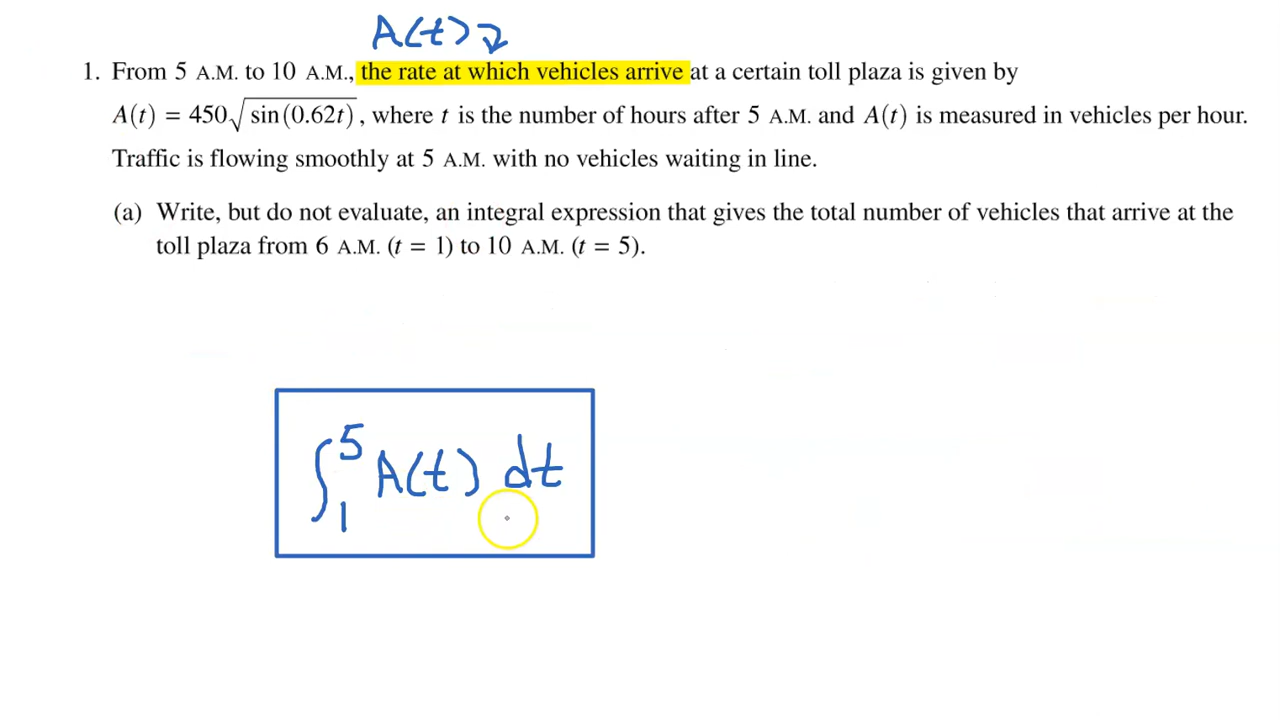 A(t)
1. From 5 A.M. to 10 A.M., the rate at which vehicles arrive at a certain toll plaza is given by
A(t) = 450√sin(0.62t), where t is the number of hours after 5 A.M. and A(t) is measured in vehicles per hour.
Traffic is flowing smoothly at 5 A.M. with no vehicles waiting in line.
(a) Write, but do not evaluate, an integral expression that gives the total number of vehicles that arrive at the
toll plaza from 6 A.M. (t = 1) to 10 A.M. (t = 5).
∫₁⁵ A(t) dt